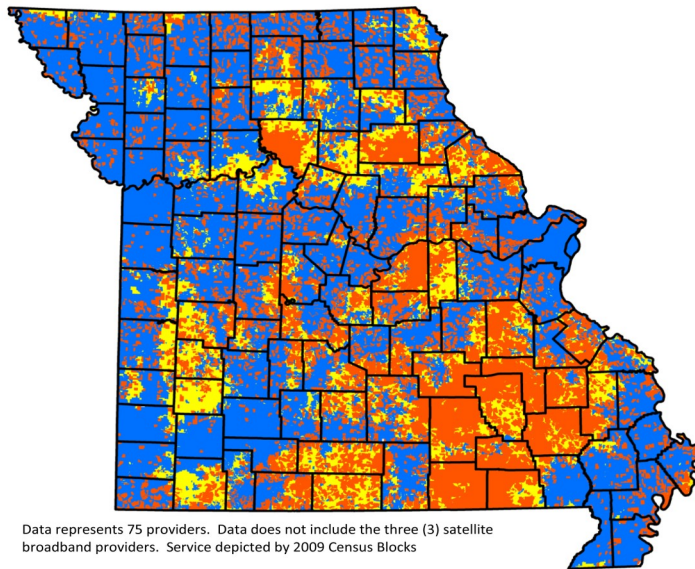 Data represents 75 providers.  Data does not include the three (3) satellite
broadband providers.  Service depicted by 2009 Census Blocks